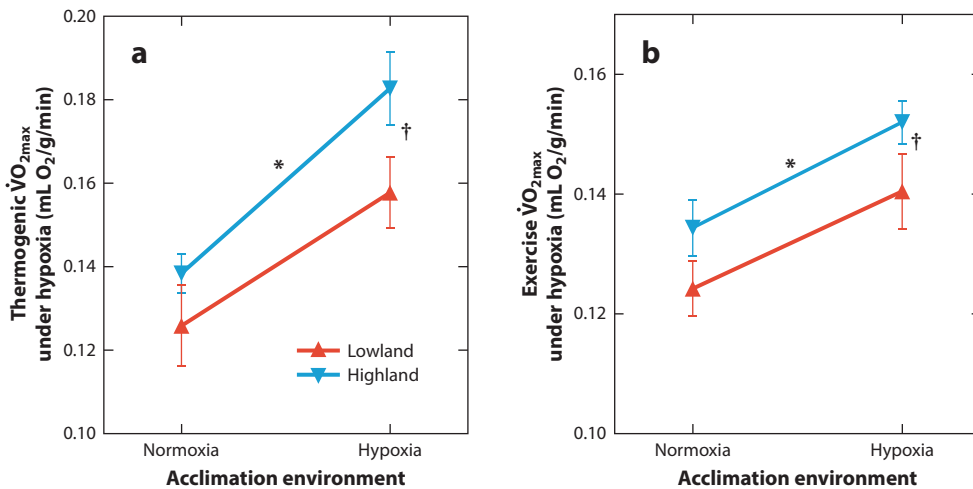 a
Thermogenic V̇O2max
under hypoxia (mL O2/g/min)
0.20
0.18
0.16
0.14
0.12
0.10
*
†
Lowland
Highland
Normoxia
Hypoxia
Acclimation environment
b
Exercise V̇O2max
under hypoxia (mL O2/g/min)
0.16
0.14
0.12
0.10
*
†
Normoxia
Hypoxia
Acclimation environment